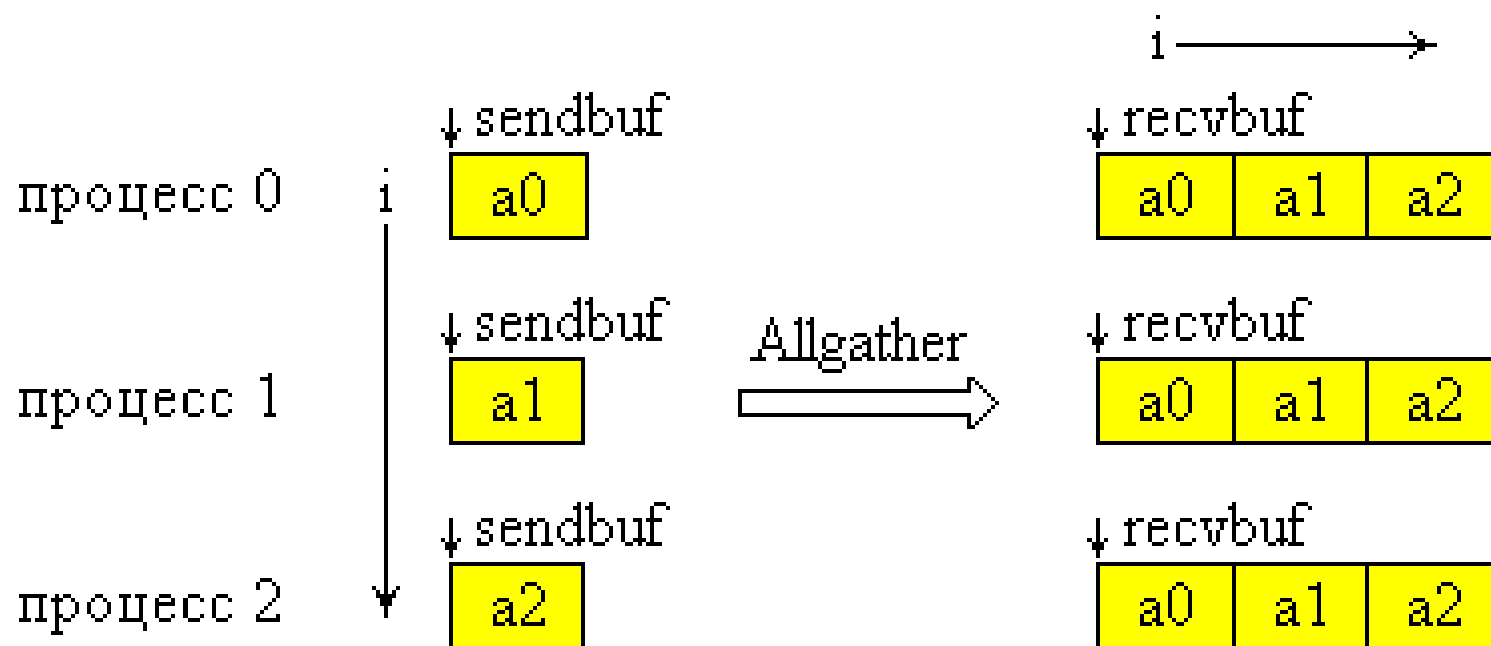 i
sendbuf recvbuf
процесс 0 i a0 a0 a1 a2
sendbuf recvbuf
Allgather
процесс 1 a1 a0 a1 a2
sendbuf recvbuf
процесс 2 a2 a0 a1 a2